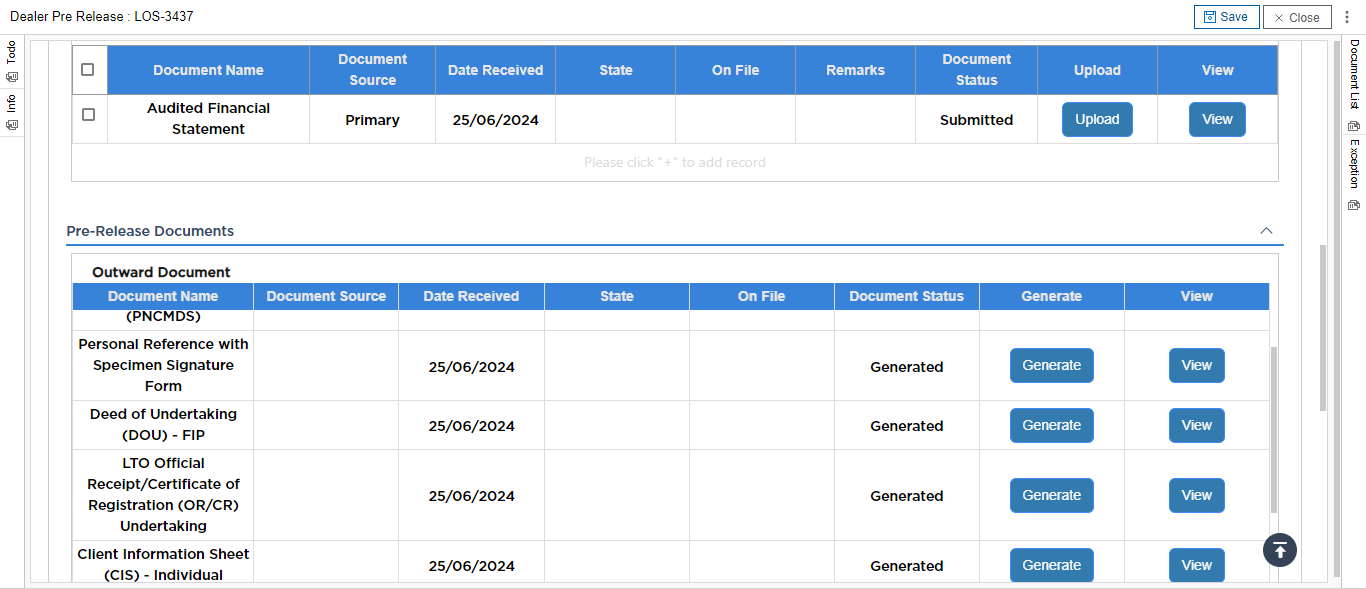 Dealer Pre Release : LOS-3437
Save
Close
Todo
Info
Document List
Exception
Document Name
Document Source
Date Received
State
On File
Remarks
Document Status
Upload
View
Audited Financial Statement
Primary
25/06/2024
Submitted
Upload
View
Please click "+" to add record
Pre-Release Documents
Outward Document
Document Name
Document Source
Date Received
State
On File
Document Status
Generate
View
(PNCMDS)
Personal Reference with
Specimen Signature
Form
25/06/2024
Generated
Generate
View
Deed of Undertaking
(DOU) - FIP
25/06/2024
Generated
Generate
View
LTO Official
Receipt/Certificate of
Registration (OR/CR)
Undertaking
25/06/2024
Generated
Generate
View
Client Information Sheet
(CIS) - Individual
25/06/2024
Generated
Generate
View